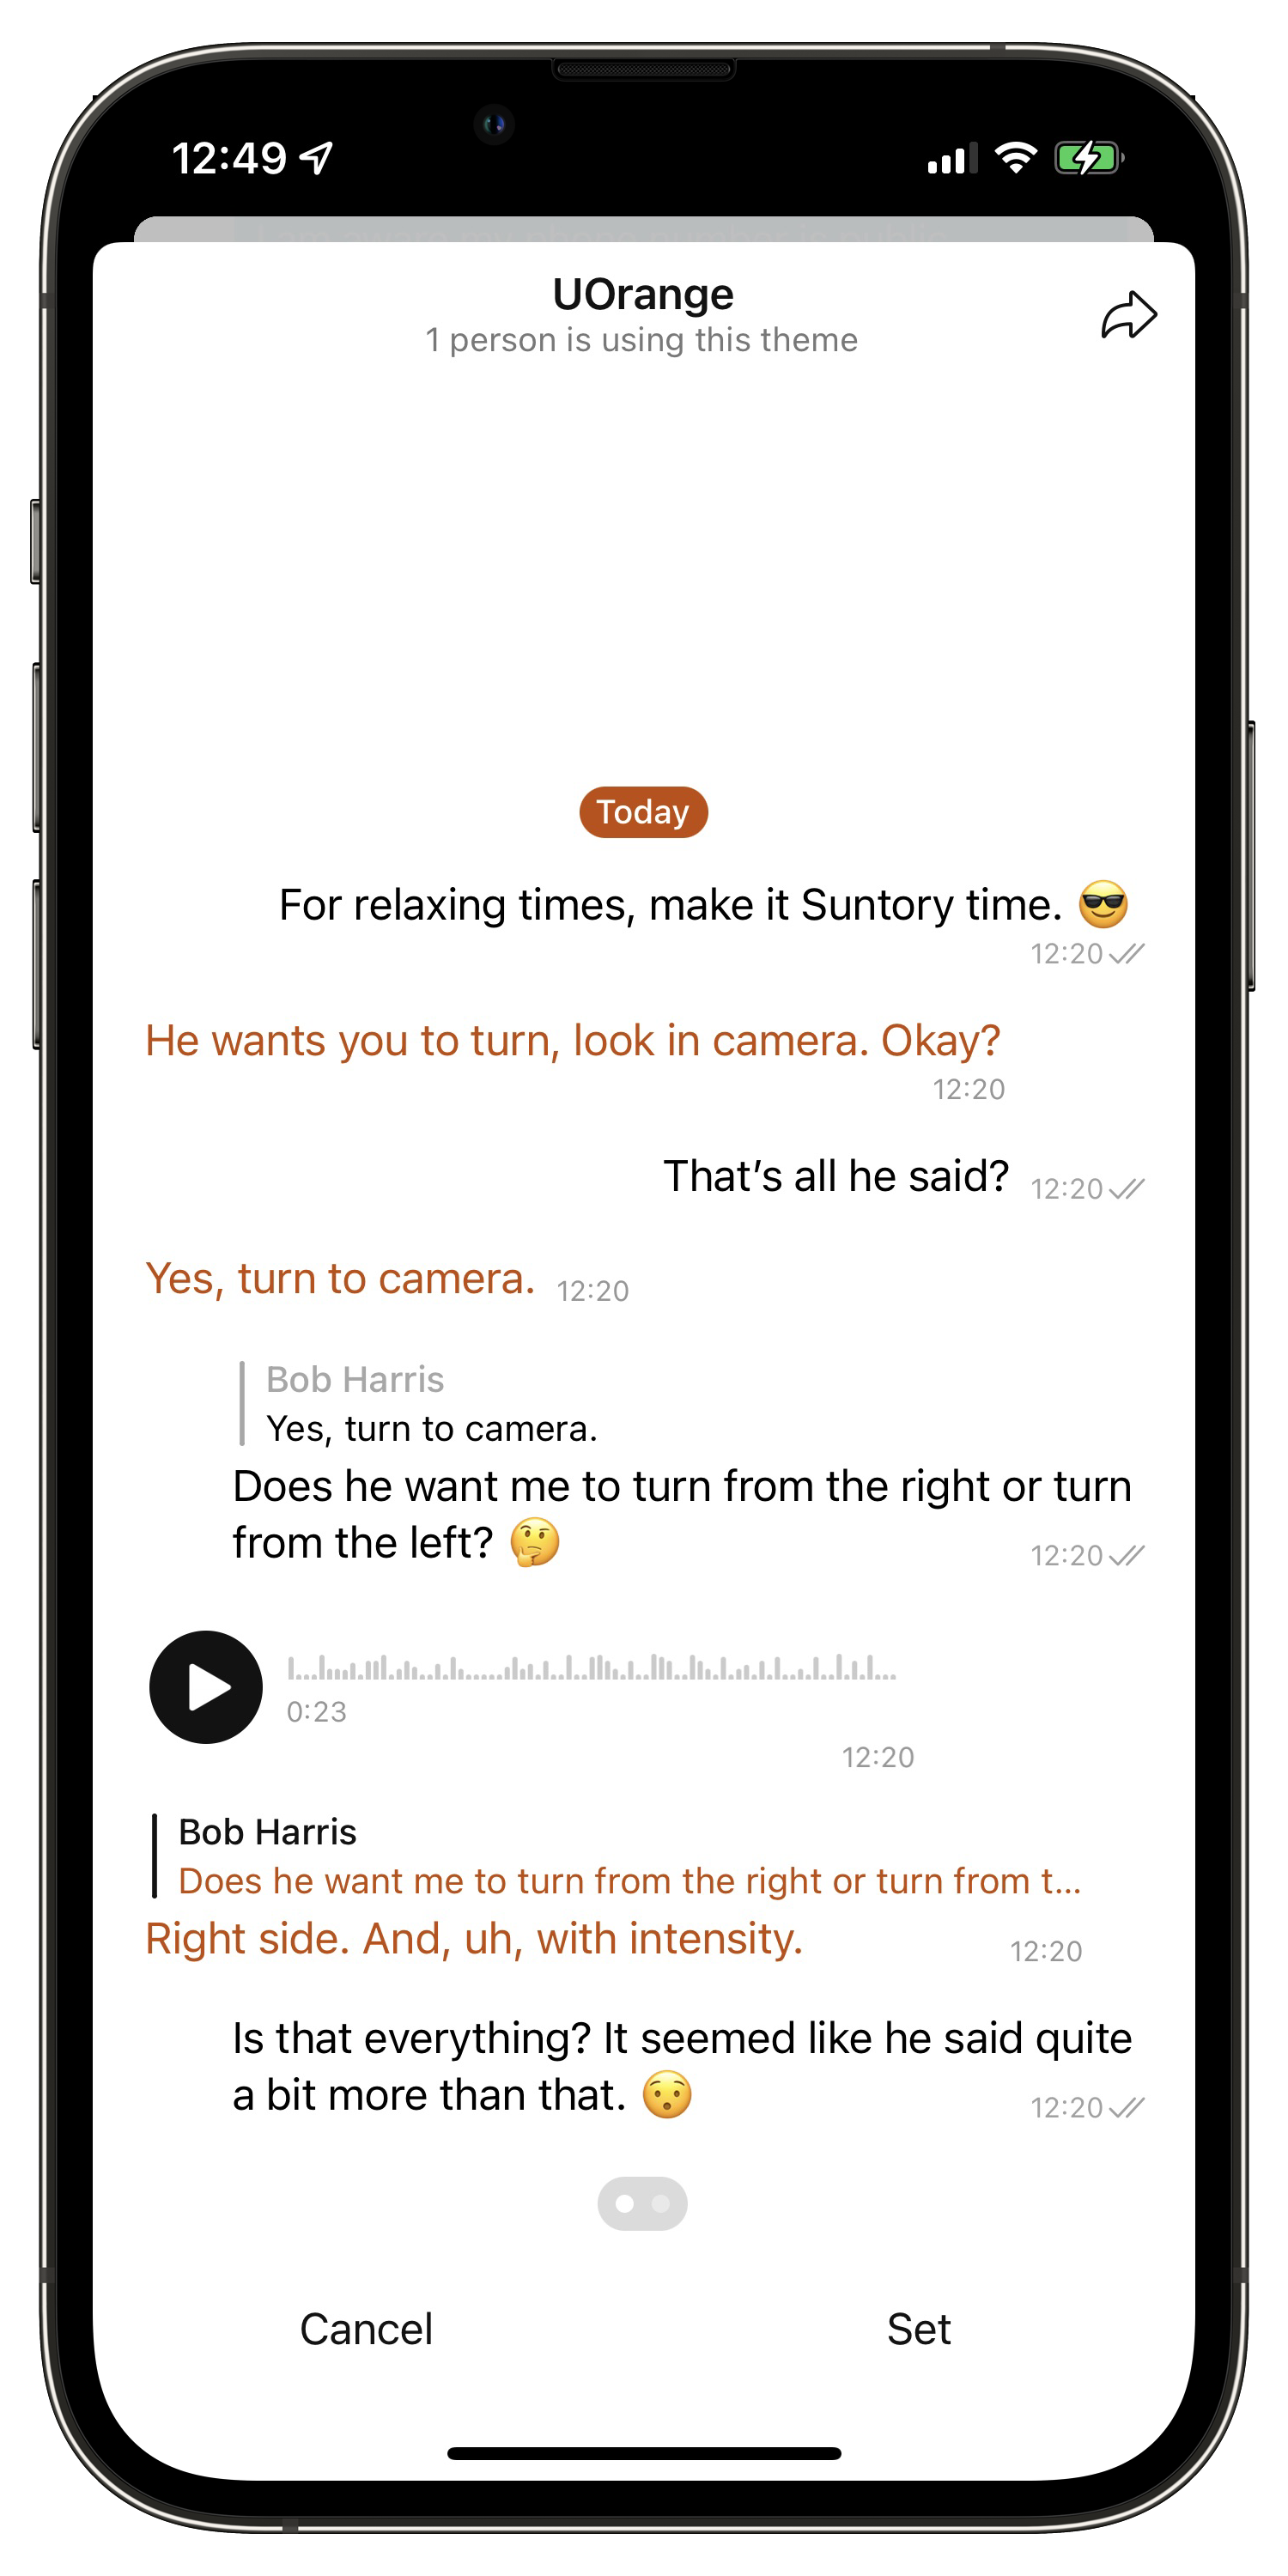 12:49
UOrange
1 person is using this theme
Today
For relaxing times, make it Suntory time. 😎
12:20
He wants you to turn, look in camera. Okay?
12:20
That’s all he said? 12:20
Yes, turn to camera. 12:20
Bob Harris
Yes, turn to camera.
Does he want me to turn from the right or turn
from the left? 🤔 12:20
0:23
12:20
Bob Harris
Does he want me to turn from the right or turn from t...
Right side. And, uh, with intensity. 12:20
Is that everything? It seemed like he said quite
a bit more than that. 😯 12:20
Cancel Set